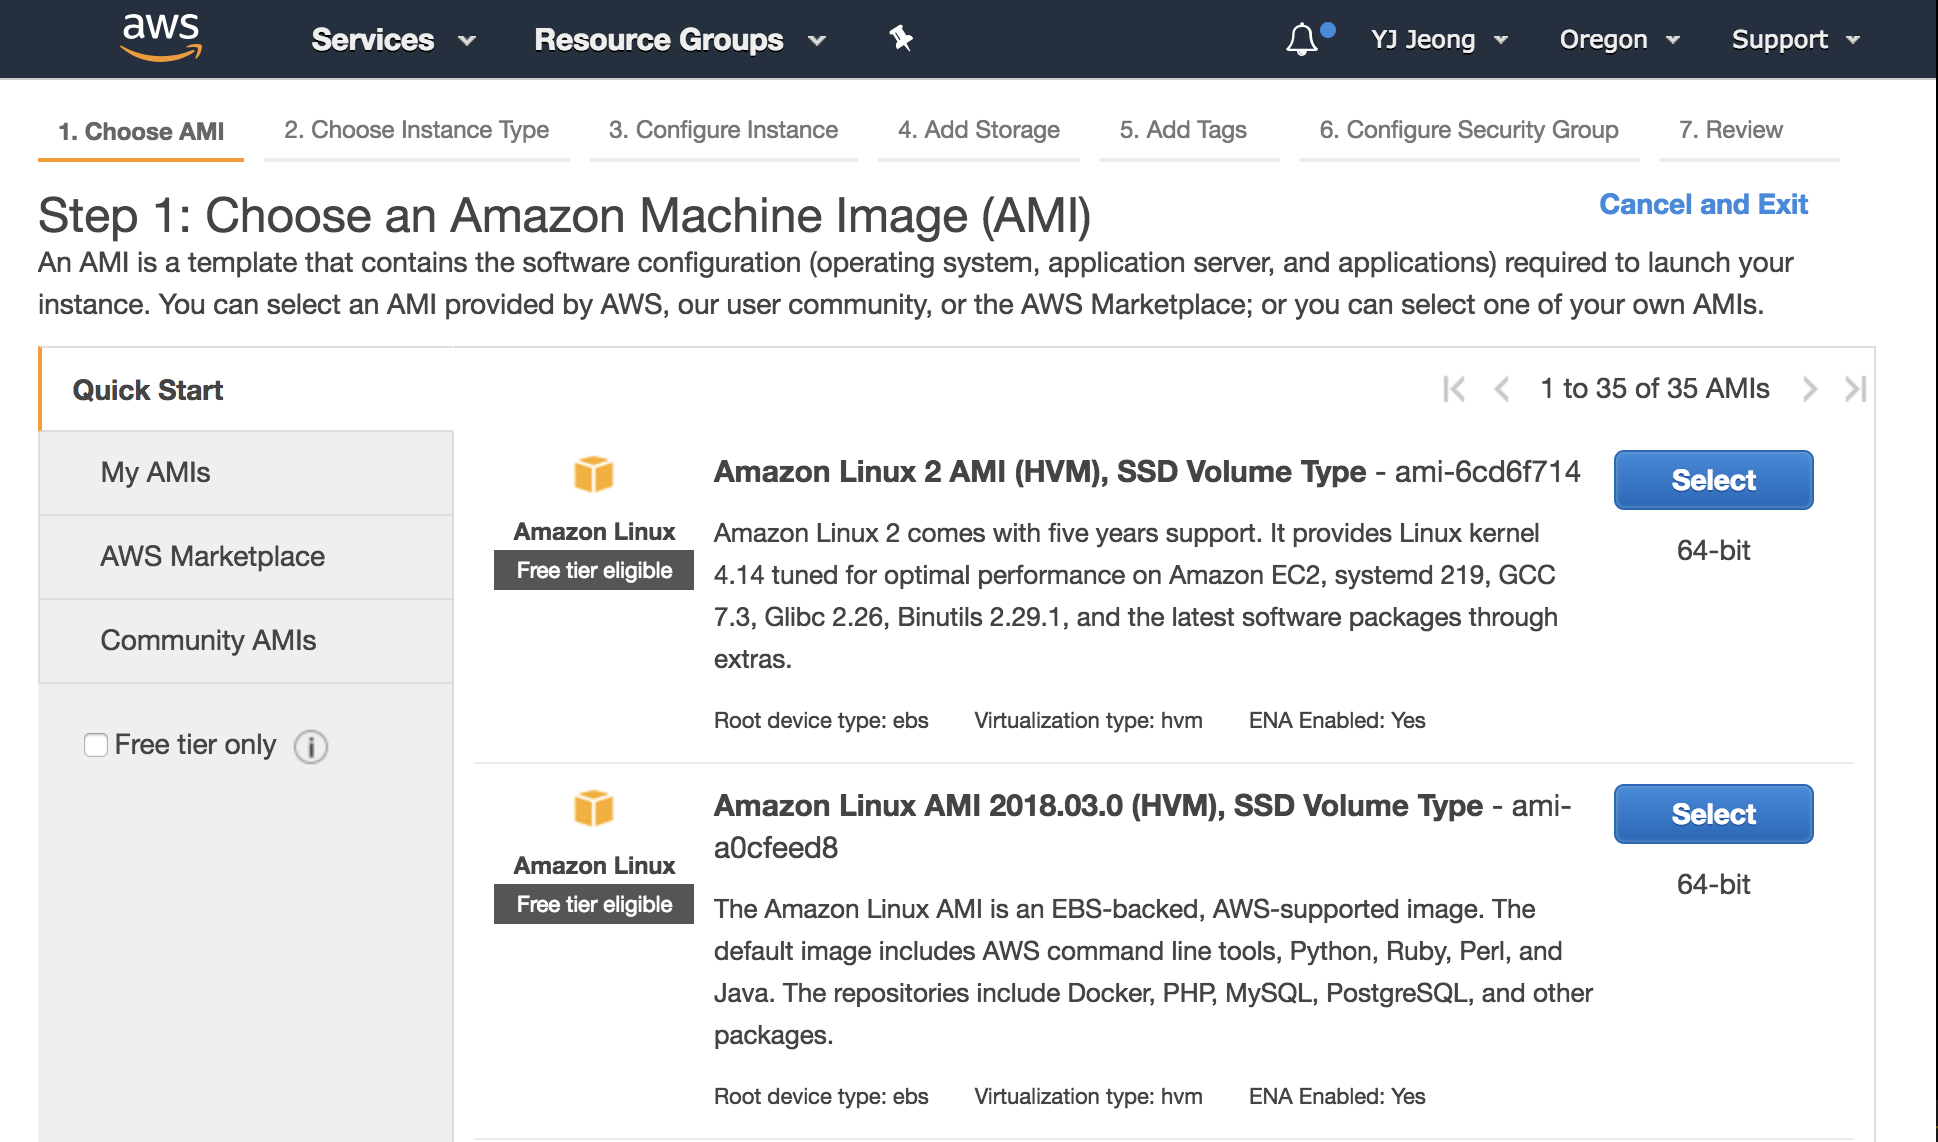 aws
Services
Resource Groups
YJ Jeong
Oregon
Support
1. Choose AMI
2. Choose Instance Type
3. Configure Instance
4. Add Storage
5. Add Tags
6. Configure Security Group
7. Review
Step 1: Choose an Amazon Machine Image (AMI)
Cancel and Exit
An AMI is a template that contains the software configuration (operating system, application server, and applications) required to launch your
instance. You can select an AMI provided by AWS, our user community, or the AWS Marketplace; or you can select one of your own AMIs.
Quick Start
My AMIs
AWS Marketplace
Community AMIs
Free tier only
i
1 to 35 of 35 AMIs
Amazon Linux
Free tier eligible
Amazon Linux 2 AMI (HVM), SSD Volume Type - ami-6cd6f714
Amazon Linux 2 comes with five years support. It provides Linux kernel
4.14 tuned for optimal performance on Amazon EC2, systemd 219, GCC
7.3, Glibc 2.26, Binutils 2.29.1, and the latest software packages through
extras.
Root device type: ebs
Virtualization type: hvm
ENA Enabled: Yes
Select
64-bit
Amazon Linux
Free tier eligible
Amazon Linux AMI 2018.03.0 (HVM), SSD Volume Type - ami-
a0cfeed8
The Amazon Linux AMI is an EBS-backed, AWS-supported image. The
default image includes AWS command line tools, Python, Ruby, Perl, and
Java. The repositories include Docker, PHP, MySQL, PostgreSQL, and other
packages.
Root device type: ebs
Virtualization type: hvm
ENA Enabled: Yes
Select
64-bit